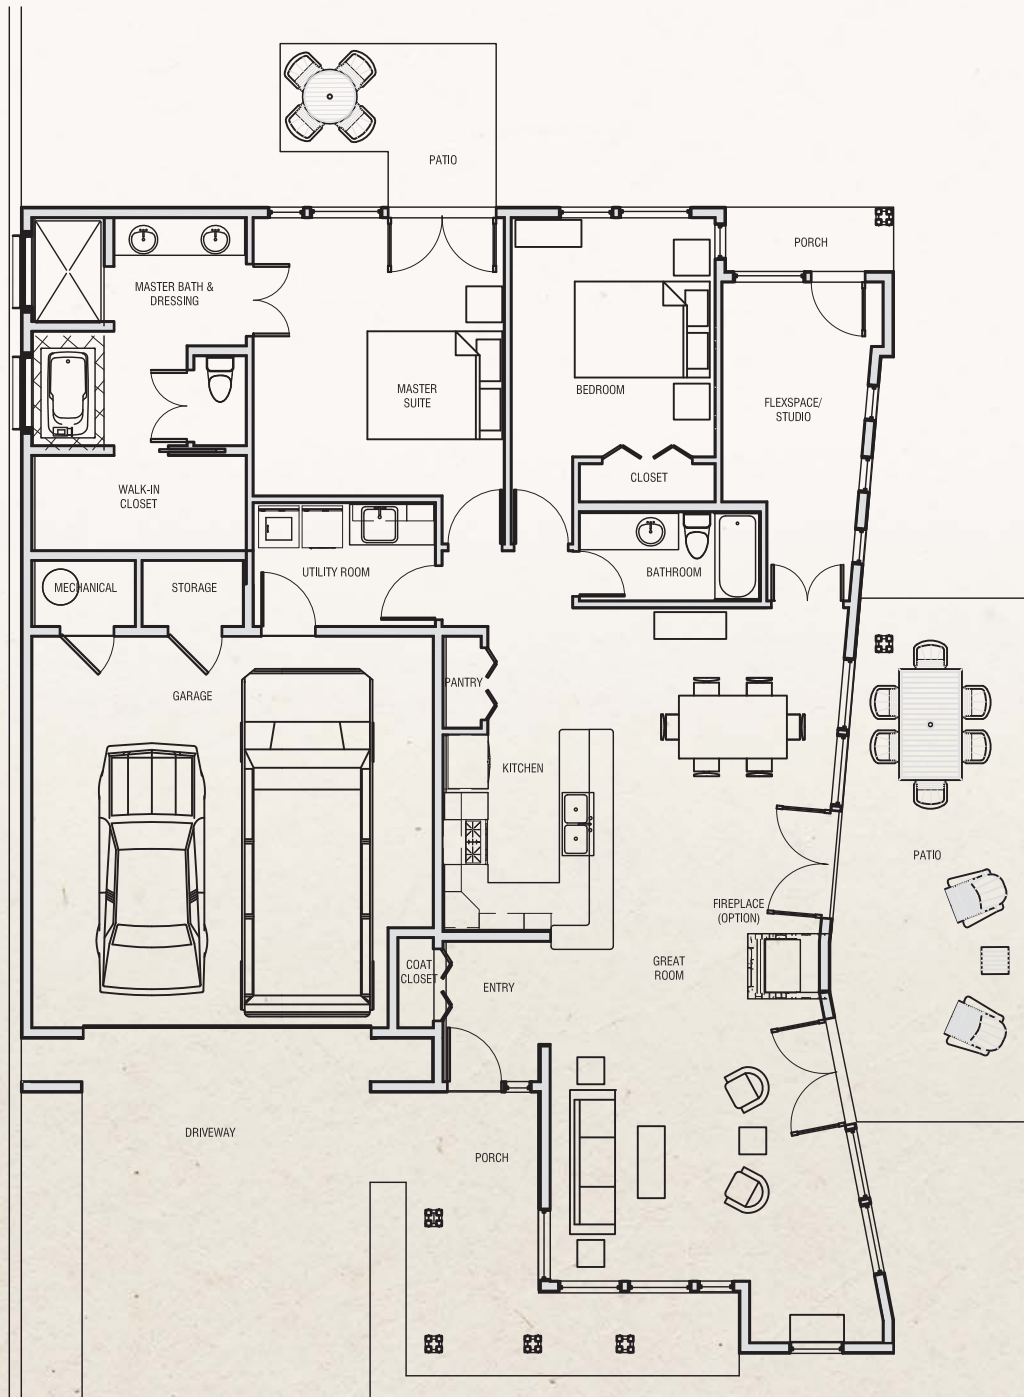 PATIO
PORCH
MASTER BATH &
DRESSING
MASTER
SUITE
BEDROOM
FLEXSPACE/
STUDIO
CLOSET
WALK-IN
CLOSET
UTILITY ROOM
BATHROOM
MECHANICAL
STORAGE
PANTRY
GARAGE
KITCHEN
PATIO
FIREPLACE
(OPTION)
COAT
CLOSET
ENTRY
GREAT
ROOM
DRIVEWAY
PORCH